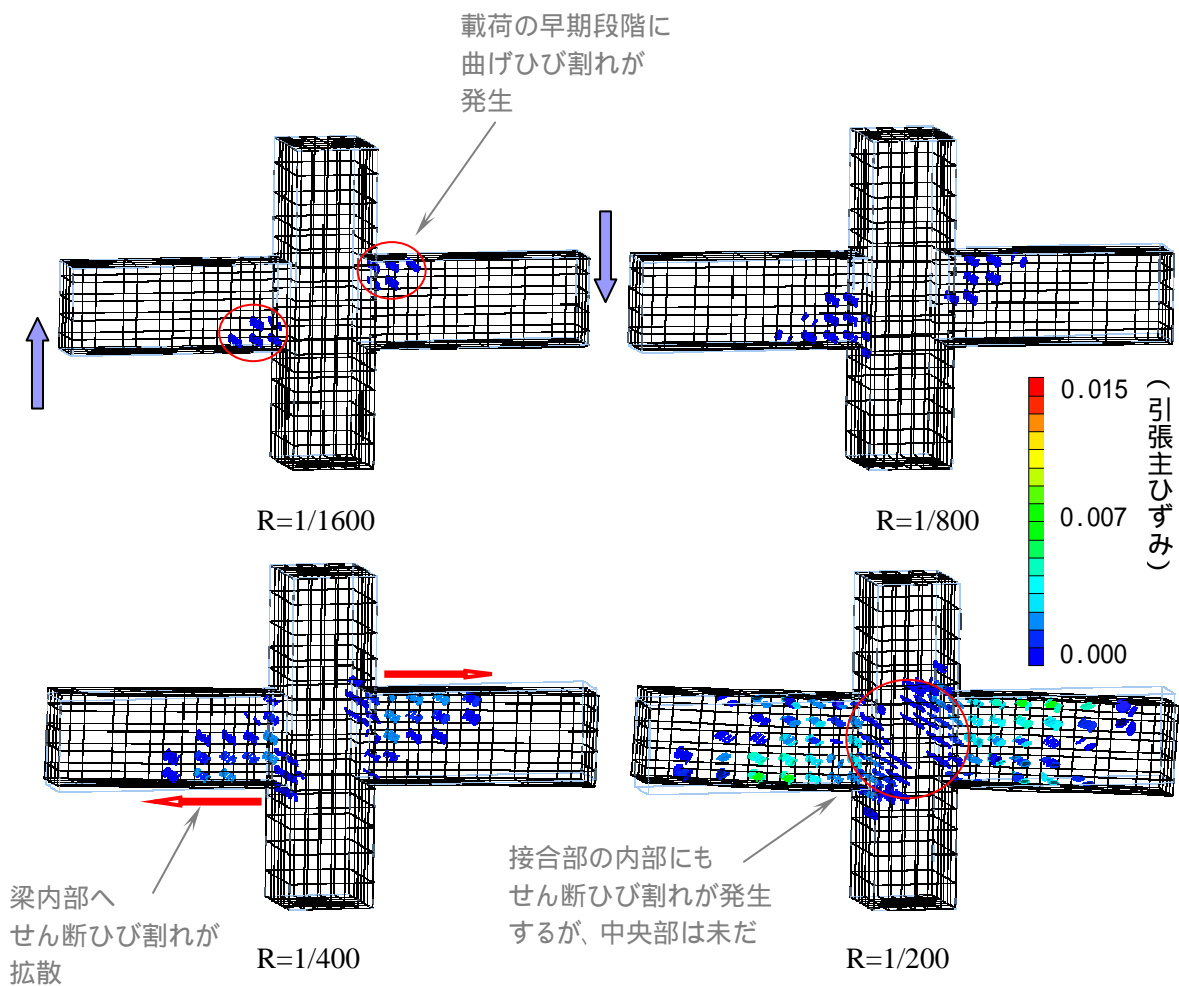 載荷の早期段階に
曲げひび割れが
発生
R=1/1600
R=1/800
0.015
0.007
0.000
(引張主ひずみ)
梁内部へ
せん断ひび割れが
拡散
R=1/400
接合部の内部にも
せん断ひび割れが発生
するが、中央部は未だ
R=1/200